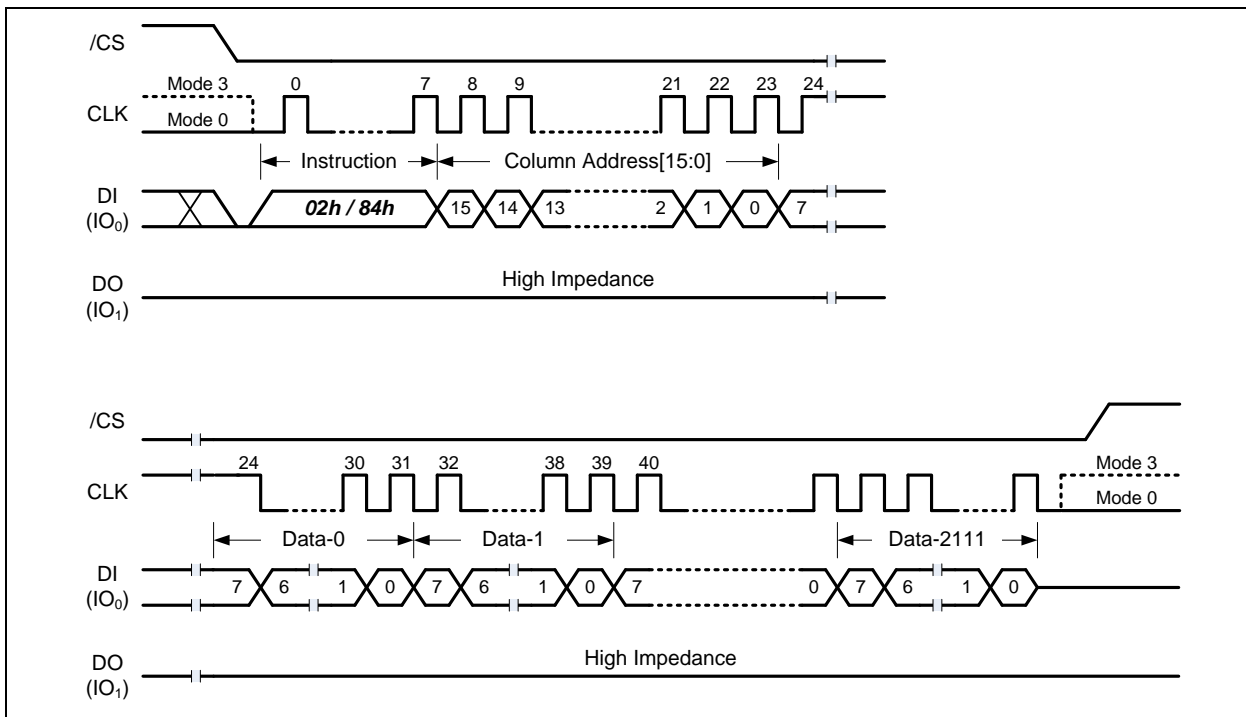 /CS
Mode 3 0 7 8 9 21 22 23 24
CLK
Mode 0
Instruction Column Address[15:0]
DI
(IO0)
02h / 84h 15 14 13 2 1 0 7
High Impedance
DO
(IO1)
/CS
24 30 31 32 38 39 40 Mode 3
CLK
Mode 0
Data-0 Data-1 Data-2111
DI
(IO0)
7 6 1 0 7 6 1 0 7 0 7 6 1 0
High Impedance
DO
(IO1)